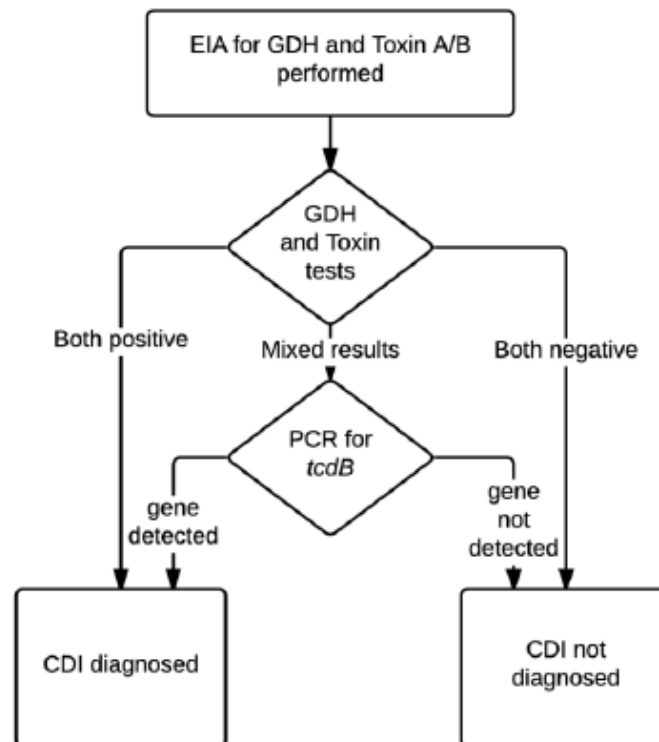 EIA for GDH and Toxin A/B
performed
GDH
and Toxin
tests
Both positive
Mixed results
Both negative
PCR for
tcdB
gene
detected
gene
not
detected
CDI diagnosed
CDI not
diagnosed